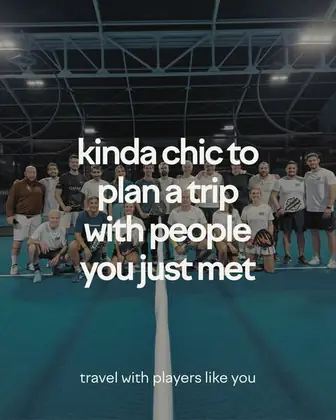 kinda chic to
plan a trip
with people
you just met
travel with players like you